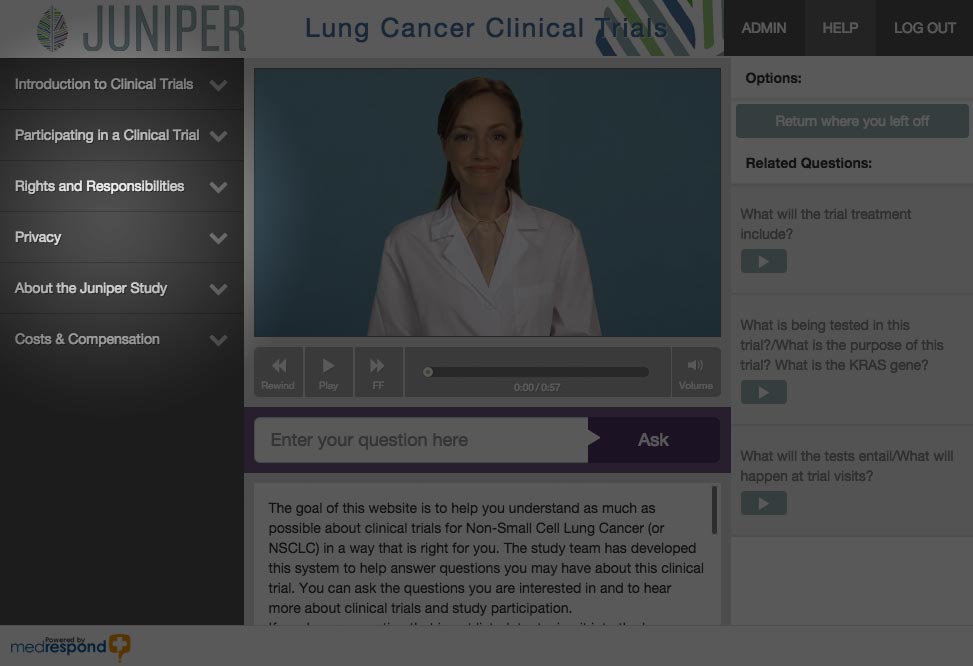 JUNIPER
Lung Cancer Clinical Trials
ADMIN
HELP
LOG OUT
Introduction to Clinical Trials
Participating in a Clinical Trial
Rights and Responsibilities
Privacy
About the Juniper Study
Costs & Compensation
Rewind
Play
FF
0:00 / 0:57
Volume
Enter your question here
Ask
The goal of this website is to help you understand as much as
possible about clinical trials for Non-Small Cell Lung Cancer (or
NSCLC) in a way that is right for you. The study team has developed
this system to help answer questions you may have about this clinical
trial. You can ask the questions you are interested in and to hear
more about clinical trials and study participation.
Options:
Return where you left off
Related Questions:
What will the trial treatment
include?
What is being tested in this
trial?/What is the purpose of this
trial? What is the KRAS gene?
What will the tests entail/What will
happen at trial visits?
Powered by
medrespond